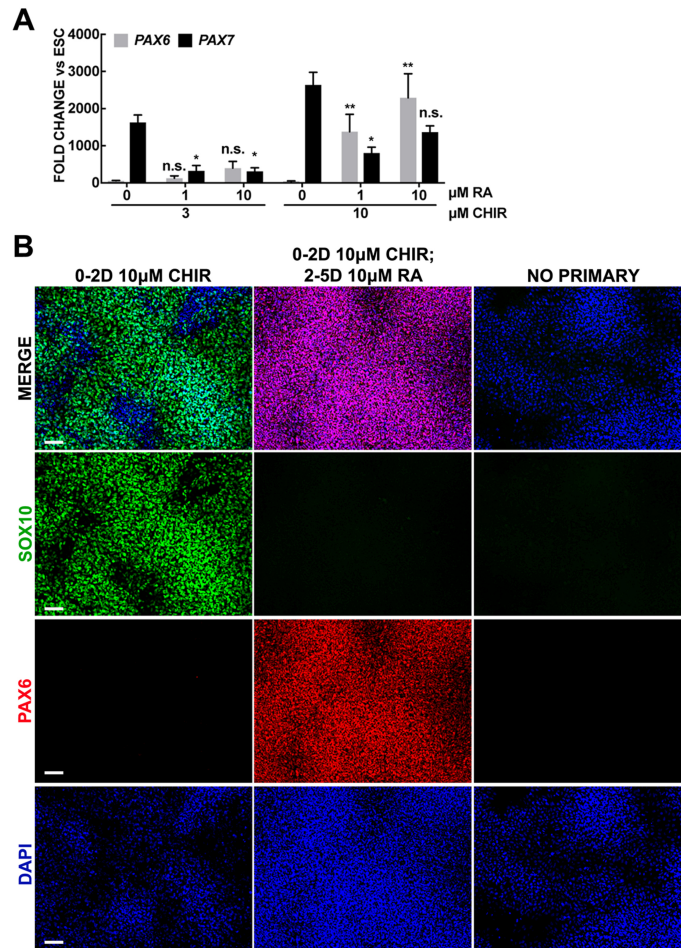 A
PAX6 PAX7
FOLD CHANGE vs ESC
4000
3000
2000
1000
0
n.s. * n.s. * ** * ** n.s.
0 1 10 0 1 10 µM RA
3 10 µM CHIR
B
0-2D 10µM CHIR
0-2D 10µM CHIR;
2-5D 10µM RA
NO PRIMARY
MERGE
SOX10
PAX6
DAPI